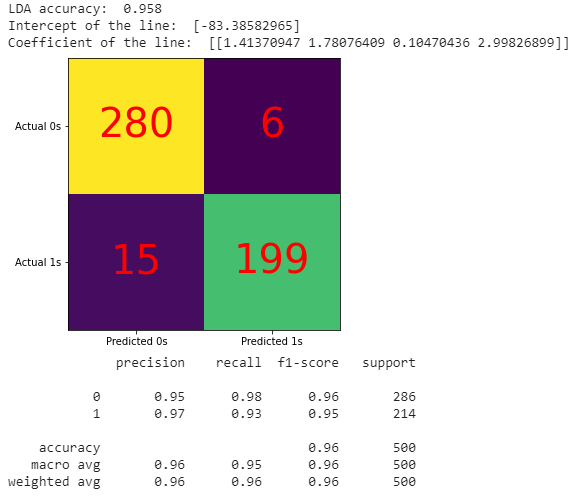 LDA accuracy:  0.958
Intercept of the line:  [-83.38582965]
Coefficient of the line:  [[1.41370947 1.78076409 0.10470436 2.99826899]]
Actual 0s 280 6
Actual 1s 15 199
Predicted 0s Predicted 1s
precision    recall  f1-score   support
0       0.95      0.98      0.96       286
1       0.97      0.93      0.95       214
accuracy                           0.96       500
macro avg       0.96      0.95      0.96       500
weighted avg       0.96      0.96      0.96       500